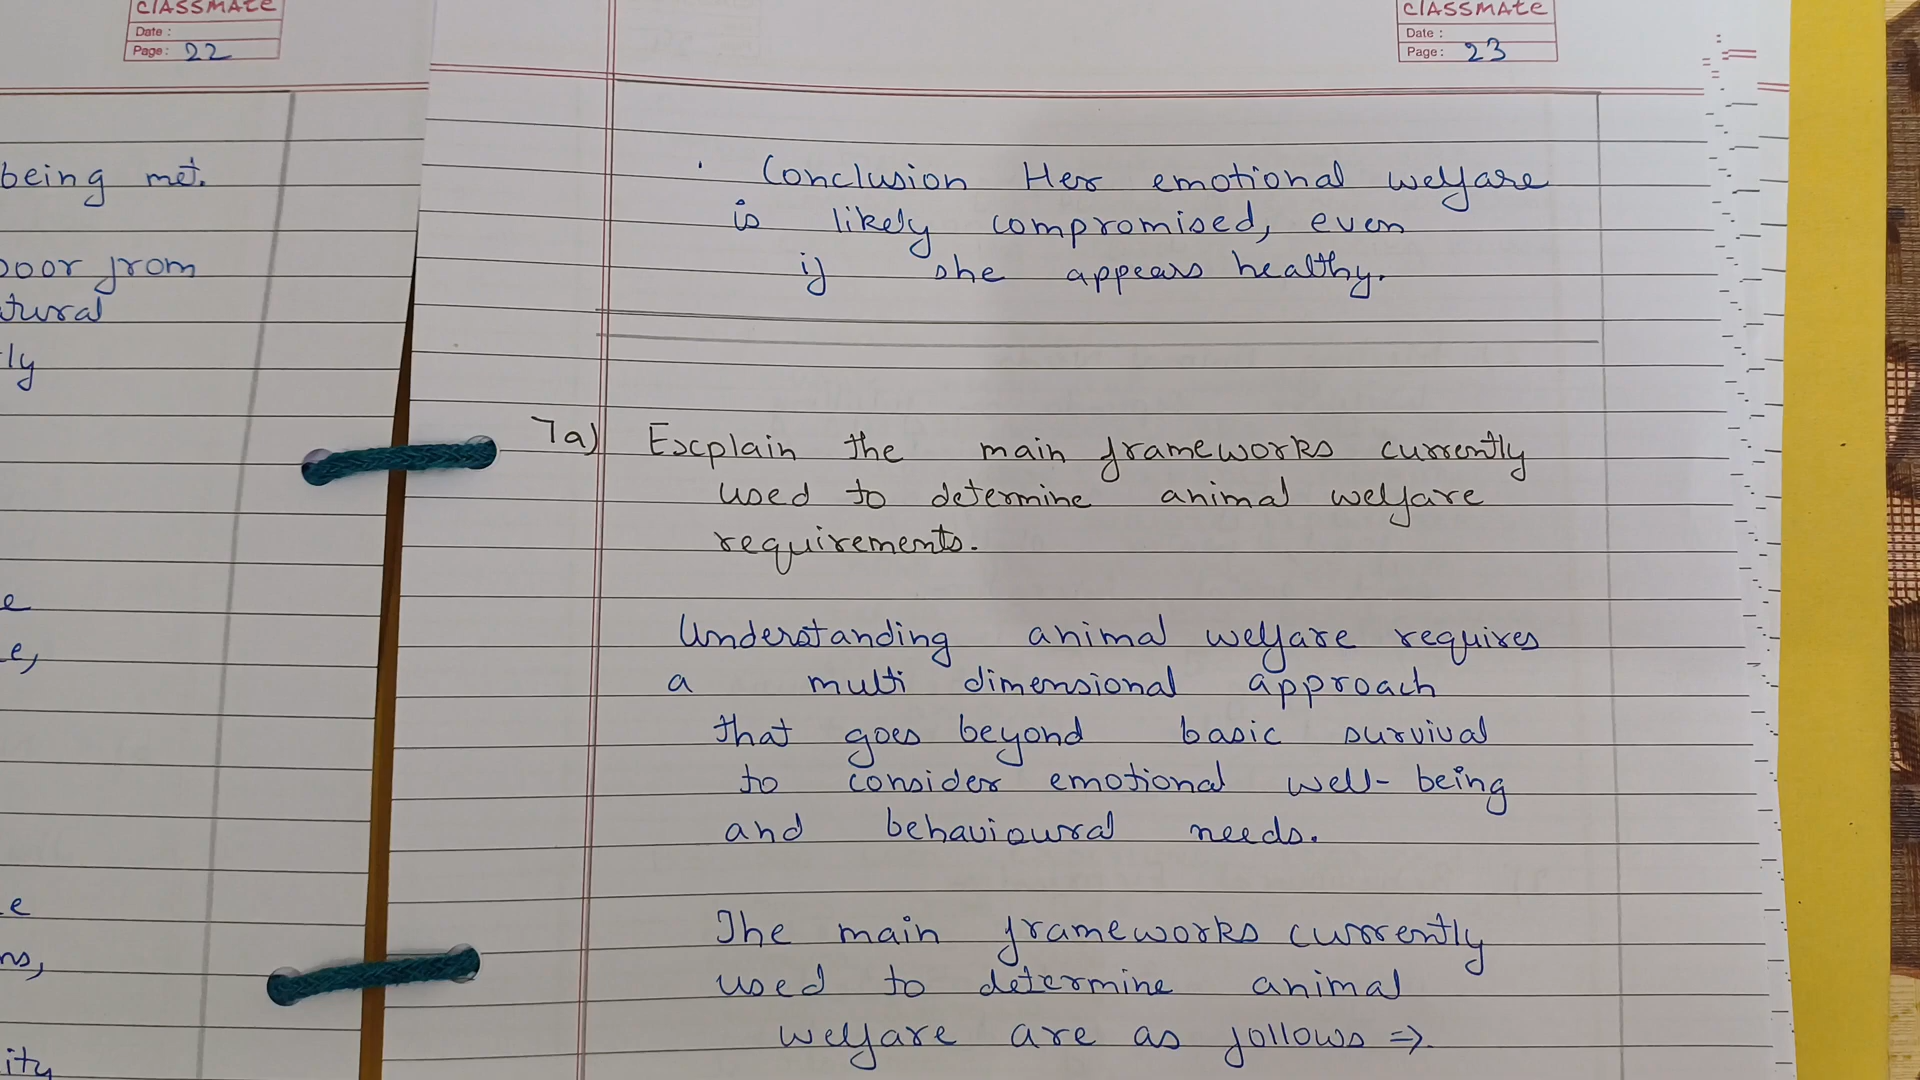 CLASSMATE
Date :
Page: 22
being met.
poor from
tural
ly
e
e,
e
ns,
ity
CLASSMATE
Date :
Page: 23
· Conclusion Her emotional welfare
is likely compromised, even
if she appears healthy.
7a) Explain the main frameworks currently
used to determine animal welfare
requirements.
Understanding animal welfare requires
a multi dimensional approach
that goes beyond basic survival
to consider emotional well-being
and behavioural needs.
The main frameworks currently
used to determine animal
welfare are as follows ⇒